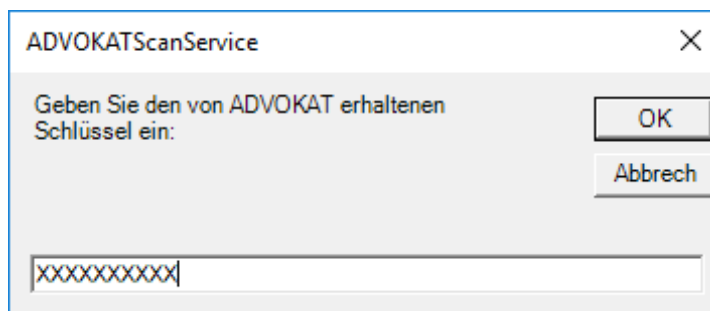 ADVOKATScanService
Geben Sie den von ADVOKAT erhaltenen
Schlüssel ein:
OK
Abbrech
XXXXXXXXXX